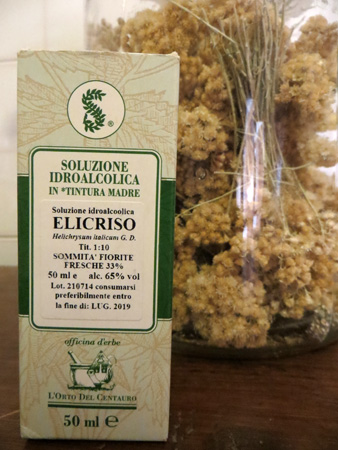 ®
SOLUZIONE
IDROALCOLICA
IN *TINTURA MADRE
Soluzione idroalcoolica
ELICRISO
Helichrysum italicum G. D.
Tit. 1:10
SOMMITA' FIORITE
FRESCHE 33%
50 ml e alc. 65% vol
Lot. 210714 consumarsi
preferibilmente entro
la fine di: LUG. 2019
officina d'erbe
L'ORTO DEL CENTAURO
50 ml e